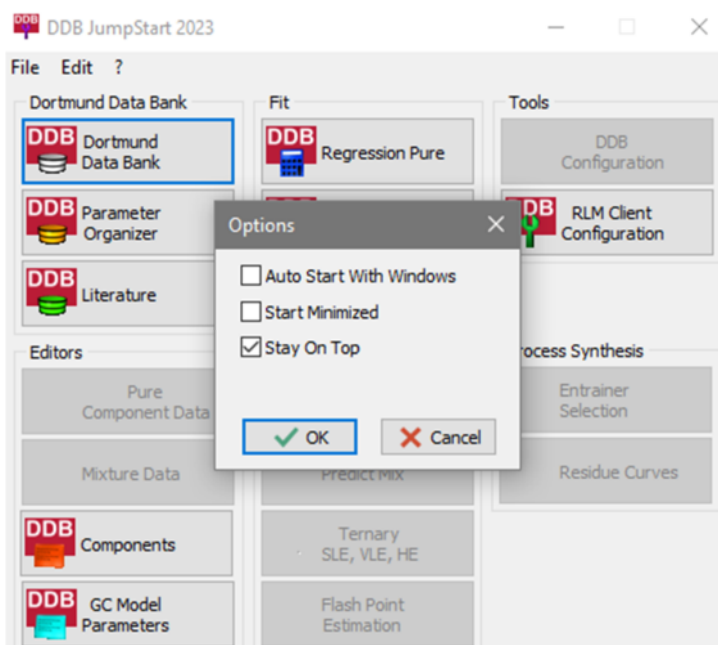 DDB
DDB JumpStart 2023
File Edit ?
Dortmund Data Bank
DDB
Dortmund
Data Bank
DDB
Parameter
Organizer
DDB
Literature
Fit
DDB
Regression Pure
Tools
DDB
Configuration
DB
RLM Client
Configuration
Options
Auto Start With Windows
Start Minimized
Stay On Top
OK
Cancel
Editors
Pure
Component Data
Mixture Data
DDB
Components
DDB
GC Model
Parameters
Predict Mix
Ternary
SLE, VLE, HE
Flash Point
Estimation
rocess Synthesis
Entrainer
Selection
Residue Curves